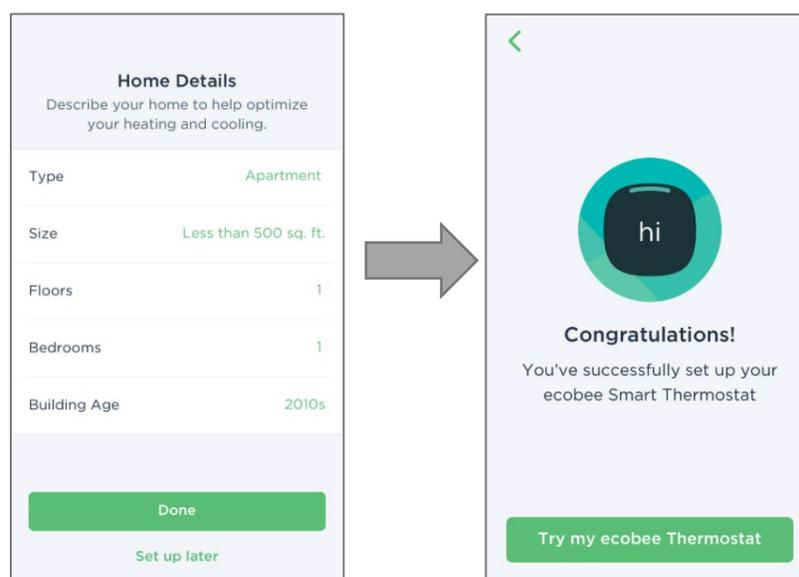 Home Details
Describe your home to help optimize
your heating and cooling.
Type Apartment
Size Less than 500 sq. ft.
Floors 1
Bedrooms 1
Building Age 2010s
Done
Set up later
hi
Congratulations!
You've successfully set up your
ecobee Smart Thermostat
Try my ecobee Thermostat